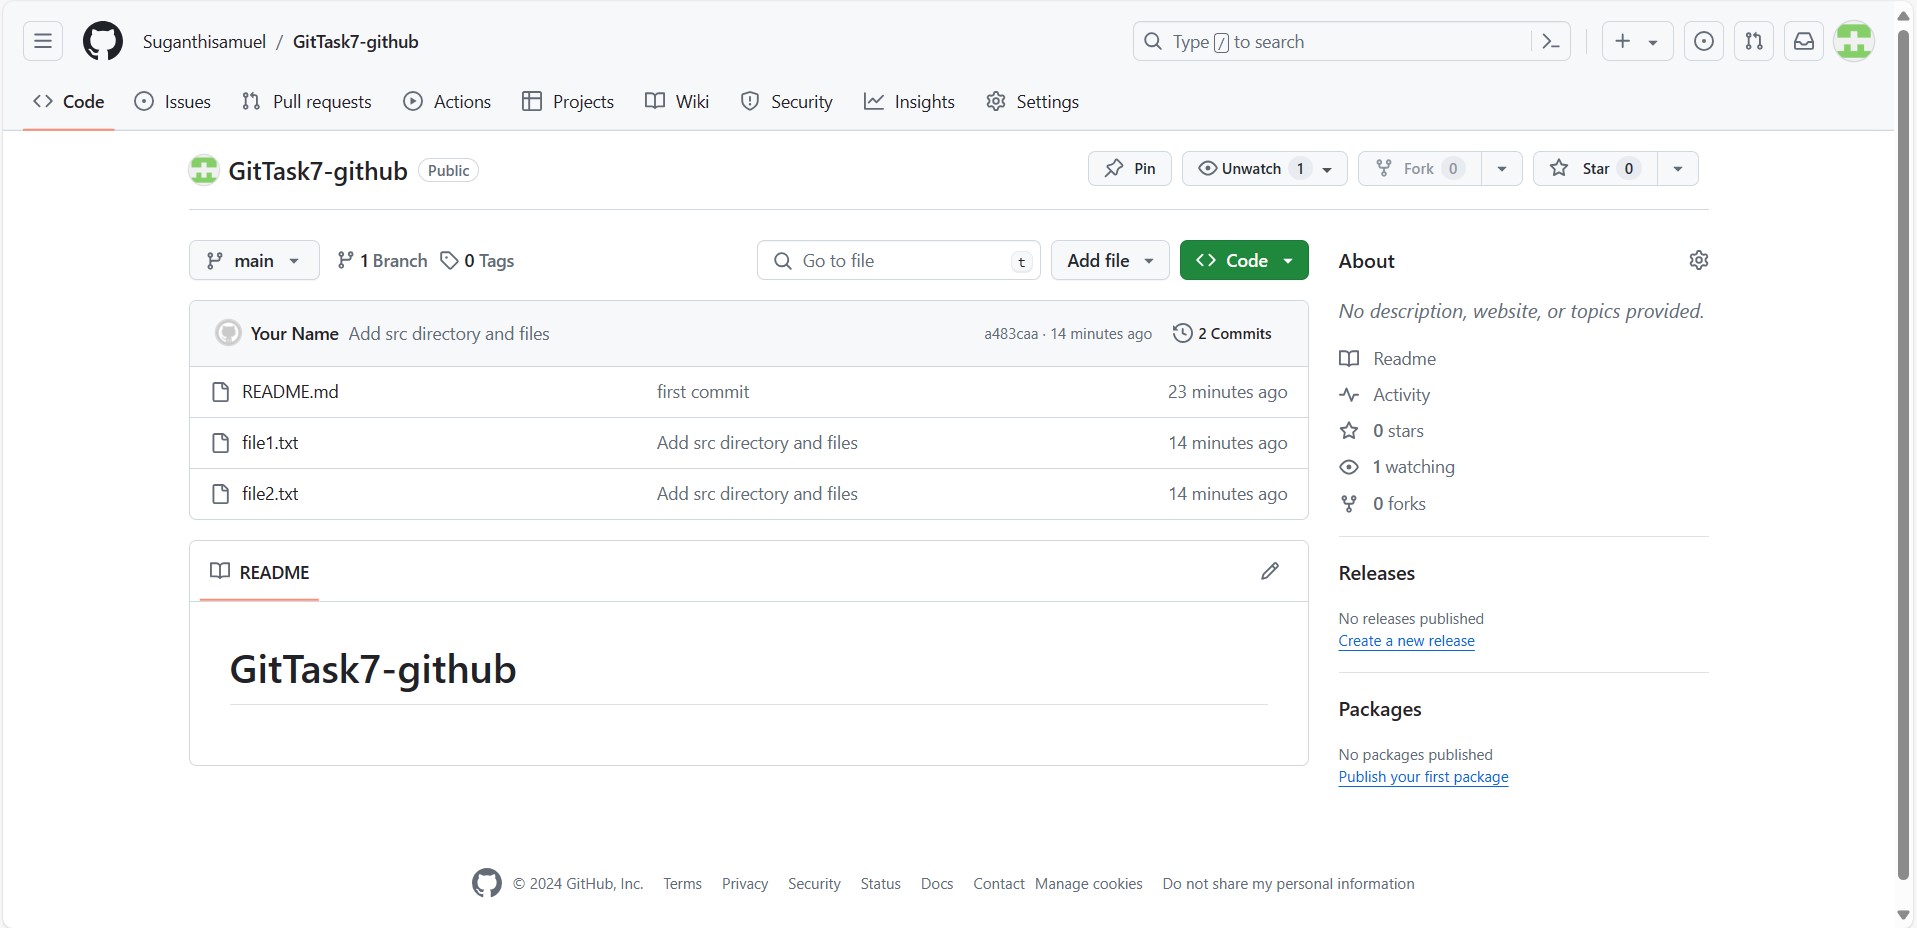 Suganthisamuel / GitTask7-github
Type / to search
Code Issues Pull requests Actions Projects Wiki Security Insights Settings
GitTask7-github Public
Pin Unwatch 1 Fork 0 Star 0
main 1 Branch 0 Tags Go to file t Add file Code
Your Name Add src directory and files a483caa · 14 minutes ago 2 Commits
README.md first commit 23 minutes ago
file1.txt Add src directory and files 14 minutes ago
file2.txt Add src directory and files 14 minutes ago
README
GitTask7-github
About
No description, website, or topics provided.
Readme
Activity
0 stars
1 watching
0 forks
Releases
No releases published
Create a new release
Packages
No packages published
Publish your first package
© 2024 GitHub, Inc. Terms Privacy Security Status Docs Contact Manage cookies Do not share my personal information